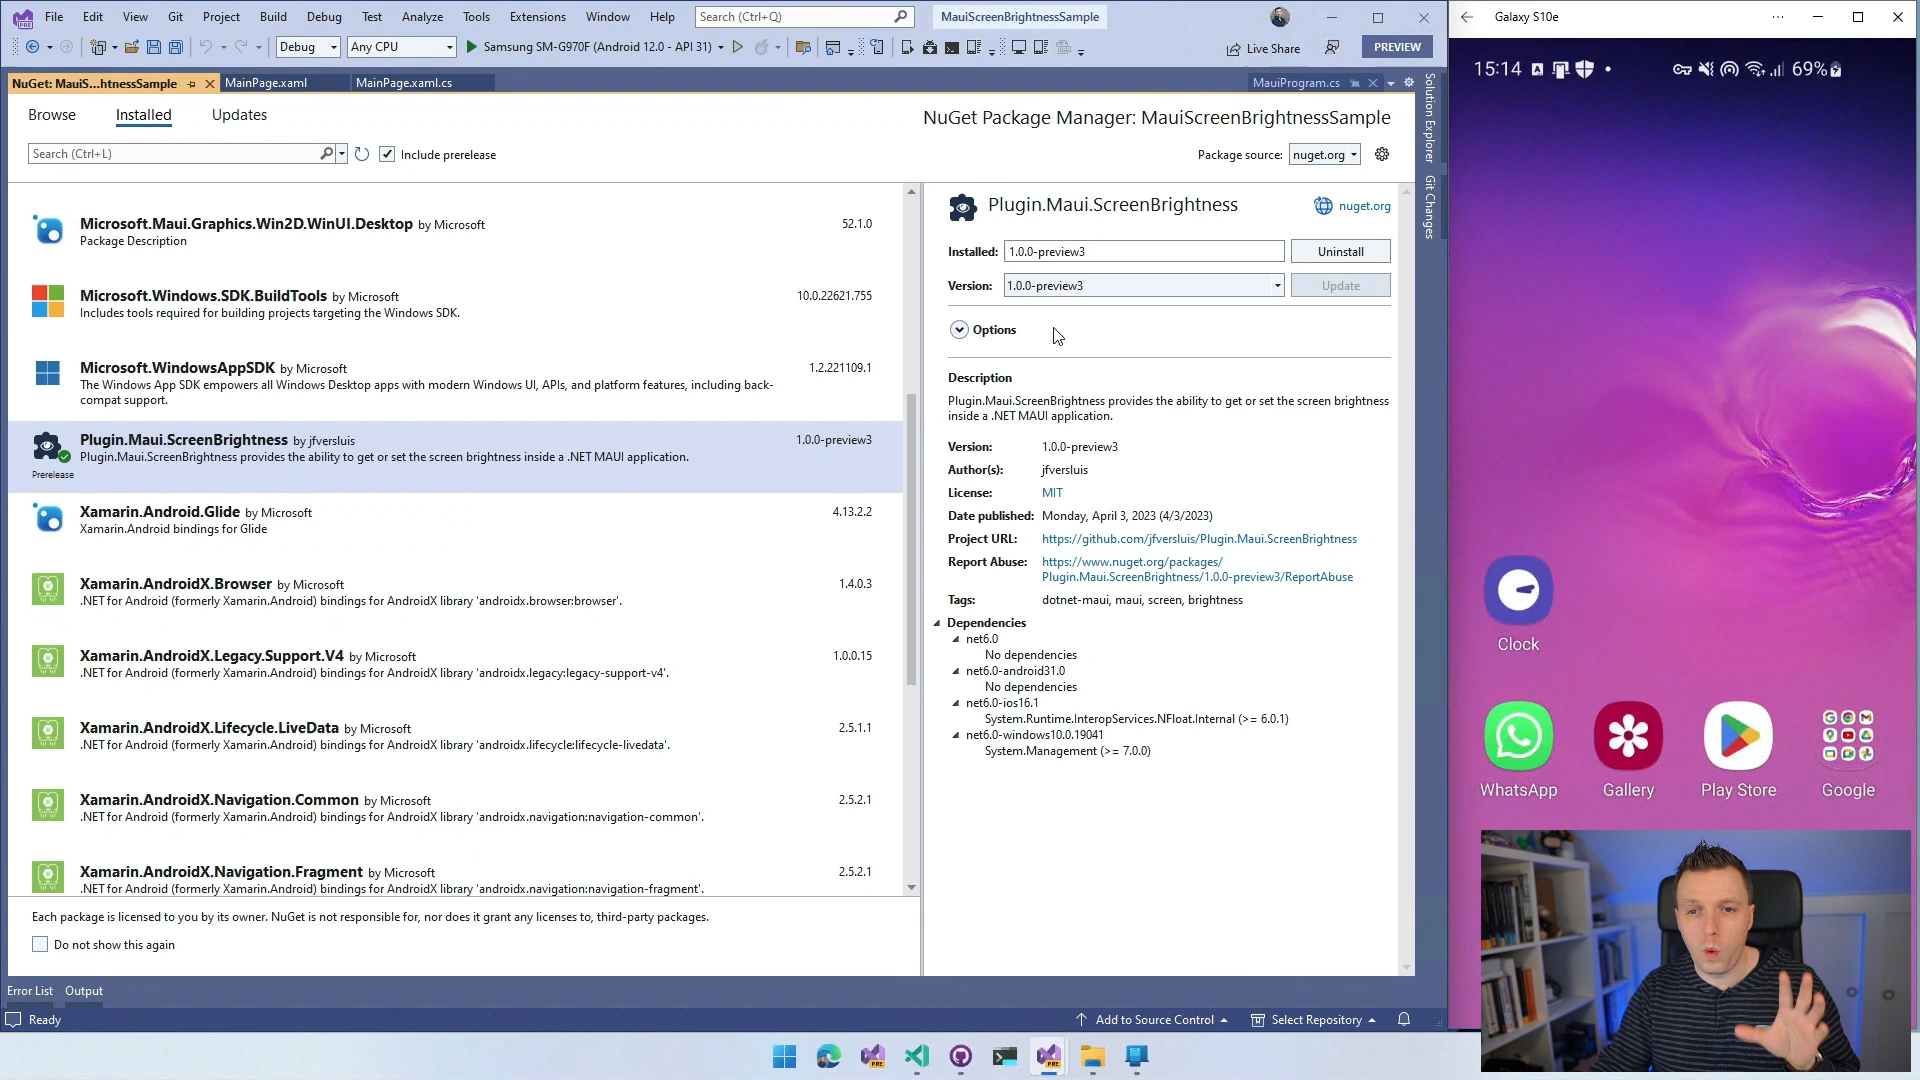 File Edit View Git Project Build Debug Test Analyze Tools Extensions Window Help Search (Ctrl+Q) MauiScreenBrightnessSample
Debug Any CPU Samsung SM-G970F (Android 12.0 - API 31) Live Share PREVIEW
NuGet: MauiS...htnessSample MainPage.xaml MainPage.xaml.cs MauiProgram.cs
Browse Installed Updates
NuGet Package Manager: MauiScreenBrightnessSample
Search (Ctrl+L) Include prerelease
Package source: nuget.org
Microsoft.Maui.Graphics.Win2D.WinUI.Desktop by Microsoft 52.1.0
Package Description
Microsoft.Windows.SDK.BuildTools by Microsoft 10.0.22621.755
Includes tools required for building projects targeting the Windows SDK.
Microsoft.WindowsAppSDK by Microsoft 1.2.221109.1
The Windows App SDK empowers all Windows Desktop apps with modern Windows UI, APIs, and platform features, including back-
compat support.
Plugin.Maui.ScreenBrightness by jfversluis 1.0.0-preview3
Plugin.Maui.ScreenBrightness provides the ability to get or set the screen brightness inside a .NET MAUI application.
Prerelease
Xamarin.Android.Glide by Microsoft 4.13.2.2
Xamarin.Android bindings for Glide
Xamarin.AndroidX.Browser by Microsoft 1.4.0.3
.NET for Android (formerly Xamarin.Android) bindings for AndroidX library 'androidx.browser:browser'.
Xamarin.AndroidX.Legacy.Support.V4 by Microsoft 1.0.0.15
.NET for Android (formerly Xamarin.Android) bindings for AndroidX library 'androidx.legacy:legacy-support-v4'.
Xamarin.AndroidX.Lifecycle.LiveData by Microsoft 2.5.1.1
.NET for Android (formerly Xamarin.Android) bindings for AndroidX library 'androidx.lifecycle:lifecycle-livedata'.
Xamarin.AndroidX.Navigation.Common by Microsoft 2.5.2.1
.NET for Android (formerly Xamarin.Android) bindings for AndroidX library 'androidx.navigation:navigation-common'.
Xamarin.AndroidX.Navigation.Fragment by Microsoft 2.5.2.1
.NET for Android (formerly Xamarin.Android) bindings for AndroidX library 'androidx.navigation:navigation-fragment'.
Each package is licensed to you by its owner. NuGet is not responsible for, nor does it grant any licenses to, third-party packages.
Do not show this again
Plugin.Maui.ScreenBrightness nuget.org
Installed: 1.0.0-preview3 Uninstall
Version: 1.0.0-preview3 Update
Options
Description
Plugin.Maui.ScreenBrightness provides the ability to get or set the screen brightness
inside a .NET MAUI application.
Version: 1.0.0-preview3
Author(s): jfversluis
License: MIT
Date published: Monday, April 3, 2023 (4/3/2023)
Project URL: https://github.com/jfversluis/Plugin.Maui.ScreenBrightness
Report Abuse: https://www.nuget.org/packages/
Plugin.Maui.ScreenBrightness/1.0.0-preview3/ReportAbuse
Tags: dotnet-maui, maui, screen, brightness
Dependencies
net6.0
No dependencies
net6.0-android31.0
No dependencies
net6.0-ios16.1
System.Runtime.InteropServices.NFloat.Internal (>= 6.0.1)
net6.0-windows10.0.19041
System.Management (>= 7.0.0)
Solution Explorer
Git Changes
Error List Output
Ready Add to Source Control Select Repository
PRE
PRE
PRE
Galaxy S10e
15:14 69%
Clock
WhatsApp Gallery Play Store Google